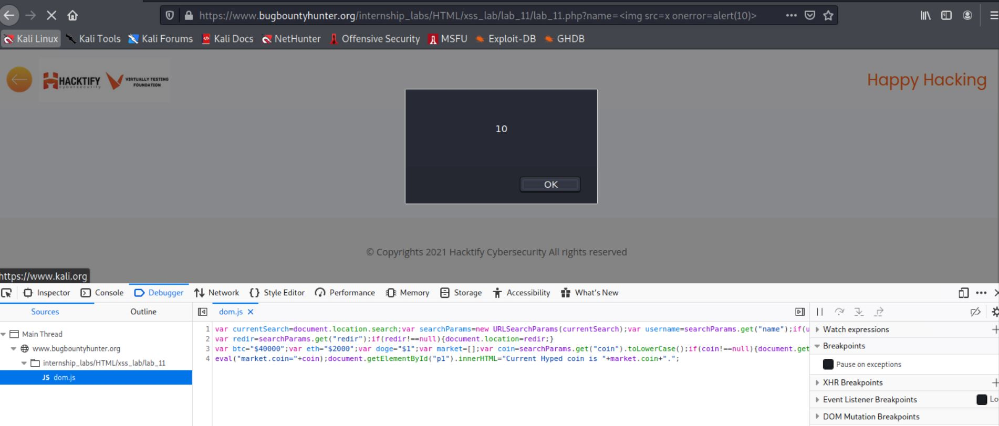 https://www.bugbountyhunter.org/internship_labs/HTML/xss_lab/lab_11/lab_11.php?name=<img src=x onerror=alert(10)>
Kali Linux Kali Tools Kali Forums Kali Docs NetHunter Offensive Security MSFU Exploit-DB GHDB
HACKTIFY
cybersecurity
VIRTUALLY TESTING
FOUNDATION
Happy Hacking
10
OK
© Copyrights 2021 Hacktify Cybersecurity All rights reserved
https://www.kali.org
Inspector Console Debugger Network Style Editor Performance Memory Storage Accessibility What's New
Sources Outline dom.js
Main Thread
www.bugbountyhunter.org
internship_labs/HTML/xss_lab/lab_11
JS dom.js
1 var currentSearch=document.location.search;var searchParams=new URLSearchParams(currentSearch);var username=searchParams.get("name");if(u
2 var redir=searchParams.get("redir");if(redir!==null){document.location=redir;}
3 var btc="$40000";var eth="$2000";var doge="$1";var market=[];var coin=searchParams.get("coin").toLowerCase();if(coin!==null){document.get
4 eval("market.coin="+coin);document.getElementById("p1").innerHTML="Current Hyped coin is "+market.coin+".";
Watch expressions
Breakpoints
Pause on exceptions
XHR Breakpoints
Event Listener Breakpoints Lo
DOM Mutation Breakpoints